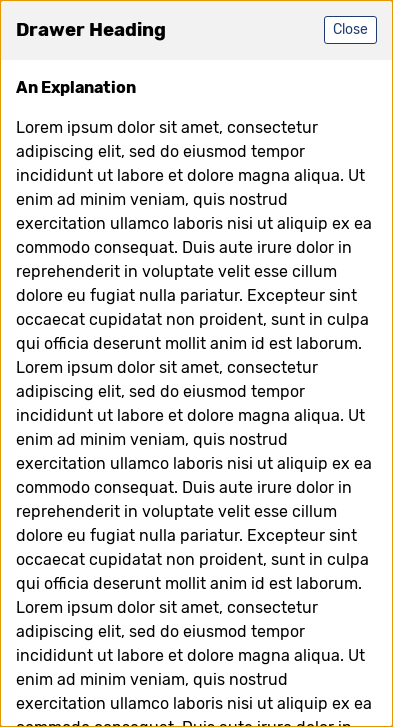 Drawer Heading
Close
An Explanation
Lorem ipsum dolor sit amet, consectetur
adipiscing elit, sed do eiusmod tempor
incididunt ut labore et dolore magna aliqua. Ut
enim ad minim veniam, quis nostrud
exercitation ullamco laboris nisi ut aliquip ex ea
commodo consequat. Duis aute irure dolor in
reprehenderit in voluptate velit esse cillum
dolore eu fugiat nulla pariatur. Excepteur sint
occaecat cupidatat non proident, sunt in culpa
qui officia deserunt mollit anim id est laborum.
Lorem ipsum dolor sit amet, consectetur
adipiscing elit, sed do eiusmod tempor
incididunt ut labore et dolore magna aliqua. Ut
enim ad minim veniam, quis nostrud
exercitation ullamco laboris nisi ut aliquip ex ea
commodo consequat. Duis aute irure dolor in
reprehenderit in voluptate velit esse cillum
dolore eu fugiat nulla pariatur. Excepteur sint
occaecat cupidatat non proident, sunt in culpa
qui officia deserunt mollit anim id est laborum.
Lorem ipsum dolor sit amet, consectetur
adipiscing elit, sed do eiusmod tempor
incididunt ut labore et dolore magna aliqua. Ut
enim ad minim veniam, quis nostrud
exercitation ullamco laboris nisi ut aliquip ex ea
commodo consequat. Duis aute irure dolor in